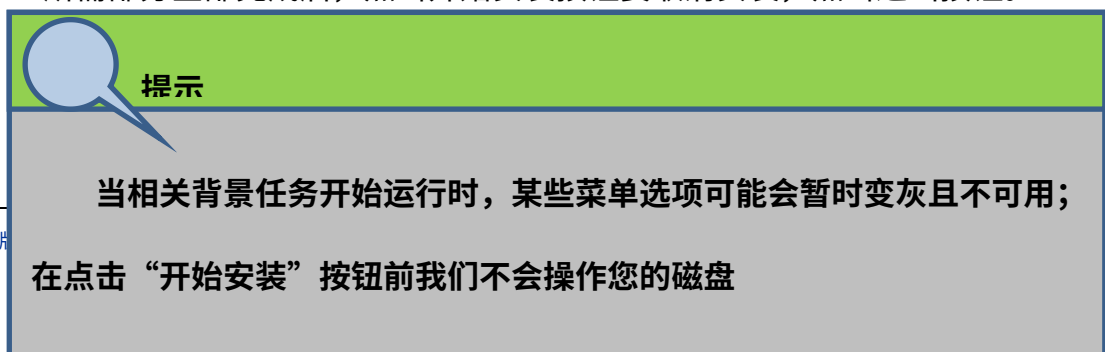 提示
当相关背景任务开始运行时，某些菜单选项可能会暂时变灰且不可用；
在点击“开始安装”按钮前我们不会操作您的磁盘